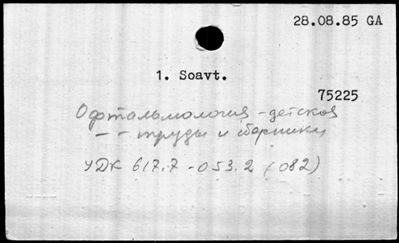 28.08.85 GA
1. Soavt.
75225
Офтальмология - детская
- - труды и сборники
УДК 617.7-053.2 (082)